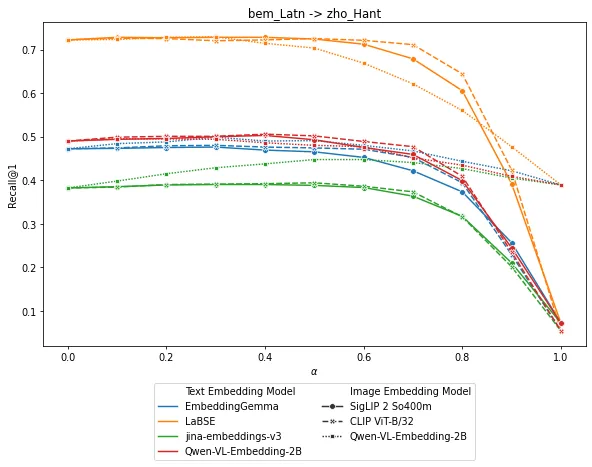 bem_Latn -> zho_Hant
Recall@1
0.7
0.6
0.5
0.4
0.3
0.2
0.1
0.0
0.2
0.4
0.6
0.8
1.0
α
Text Embedding Model
EmbeddingGemma
LaBSE
jina-embeddings-v3
Qwen-VL-Embedding-2B
Image Embedding Model
SigLIP 2 So400m
CLIP ViT-B/32
Qwen-VL-Embedding-2B